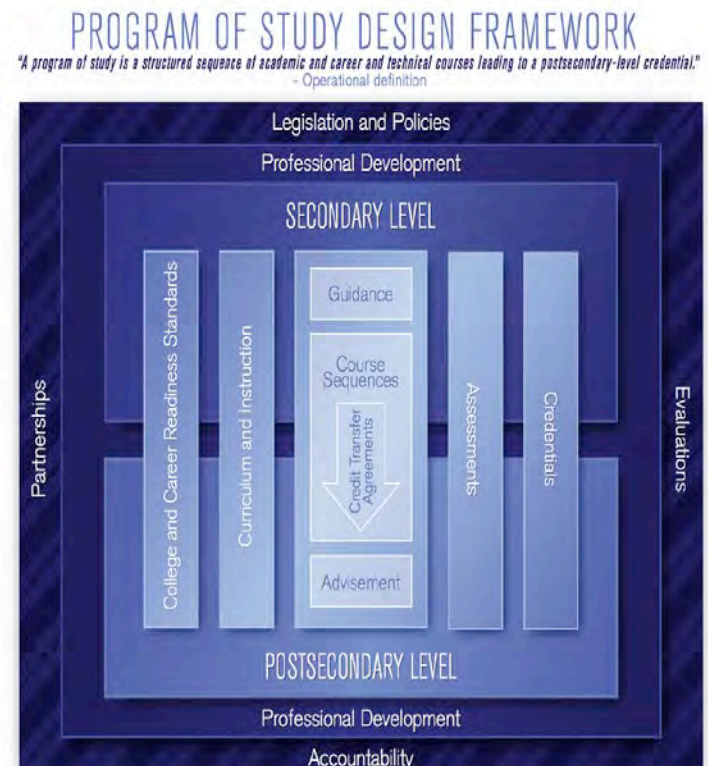 PROGRAM OF STUDY DESIGN FRAMEWORK
"A program of study is a structured sequence of academic and career and technical courses leading to a postsecondary-level credential."
– Operational definition
Legislation and Policies
Professional Development
SECONDARY LEVEL
Partnerships
College and Career Readiness Standards
Curriculum and Instruction
Guidance
Course
Sequences
Credit Transfer
Agreements
Advisement
Assessments
Credentials
Evaluations
POSTSECONDARY LEVEL
Professional Development
Accountability